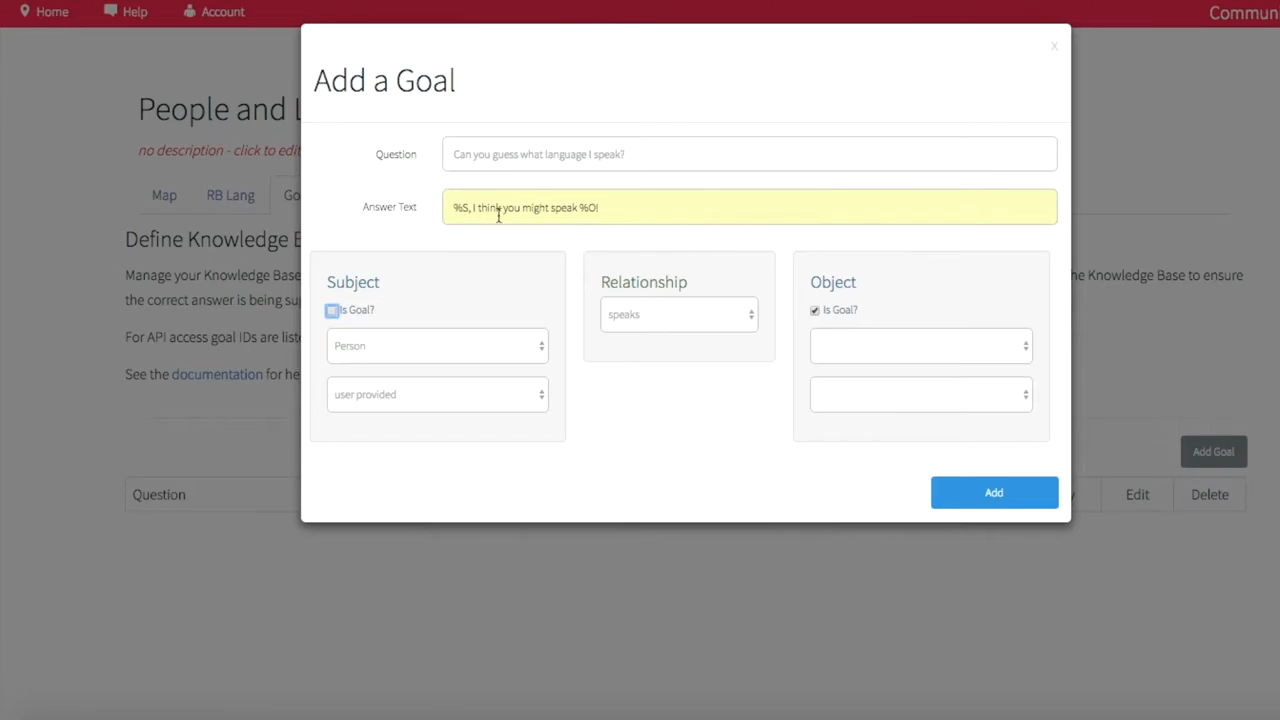 Home Help Account Commun
x
Add a Goal
People and L
Question Can you guess what language I speak?
no description - click to edit
Map RB Lang Go
Answer Text %S, I think you might speak %O!
Define Knowledge B
Manage your Knowledge Base he Knowledge Base to ensure
the correct answer is being su
For API access goal IDs are liste
See the documentation for he
Subject Relationship Object
Is Goal? Is Goal?
speaks
Person
user provided
Add Goal
Add
Question y Edit Delete